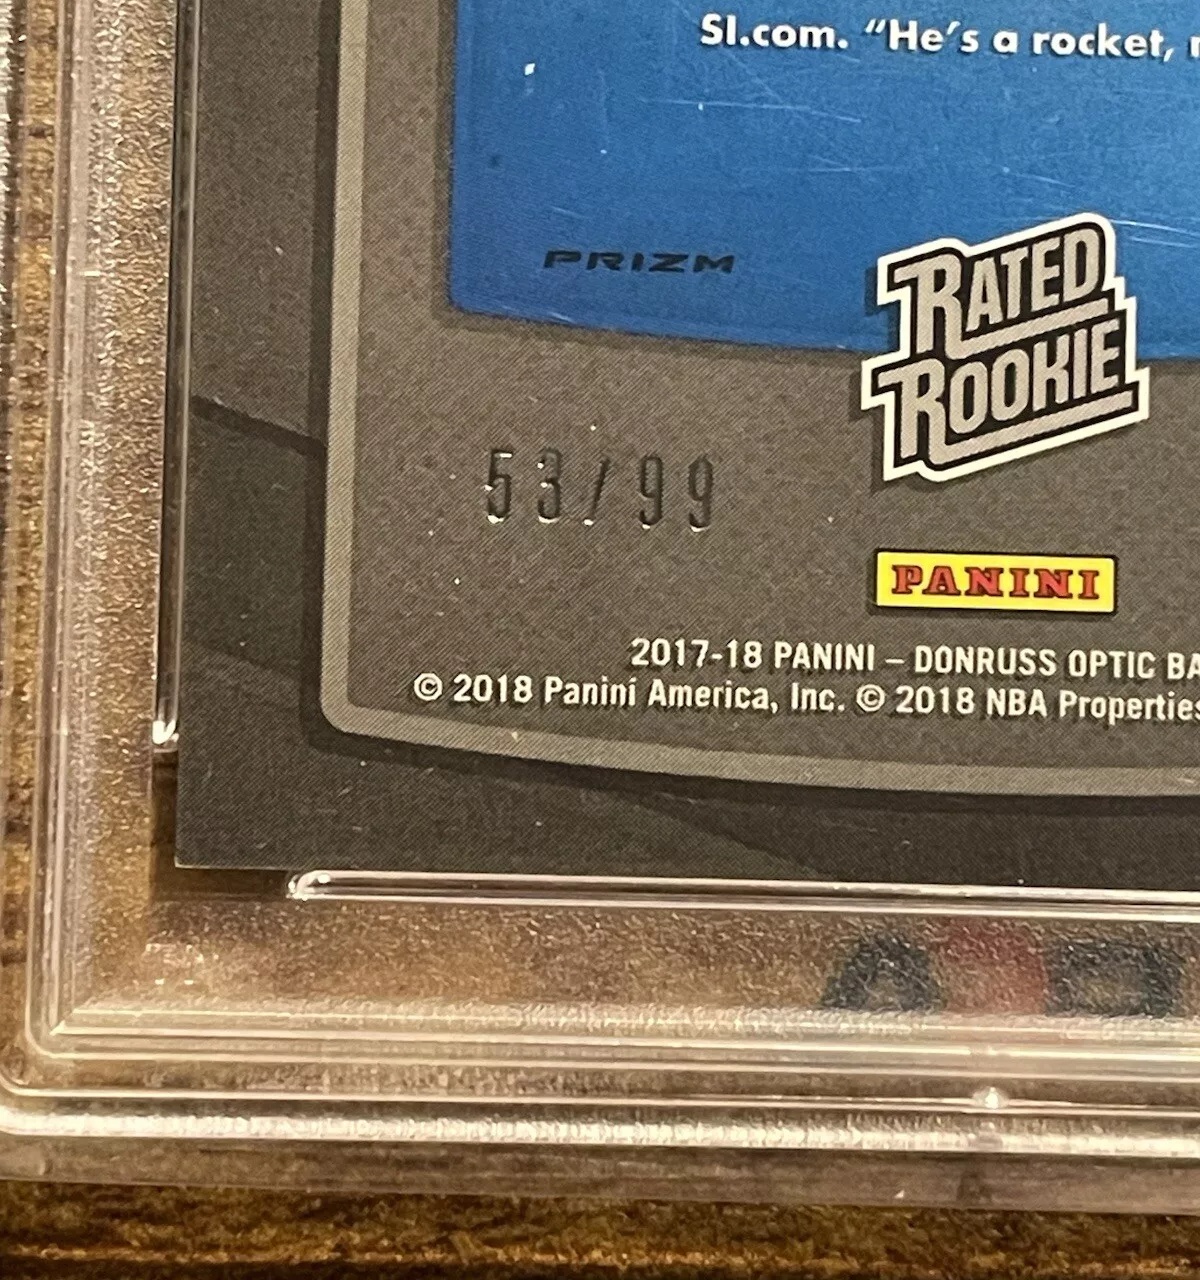 SI.com. “He’s a rocket,
PRIZM
RATED
ROOKIE
53/99
PANINI
2017-18 PANINI – DONRUSS OPTIC
© 2018 Panini America, Inc. © 2018 NBA Properties